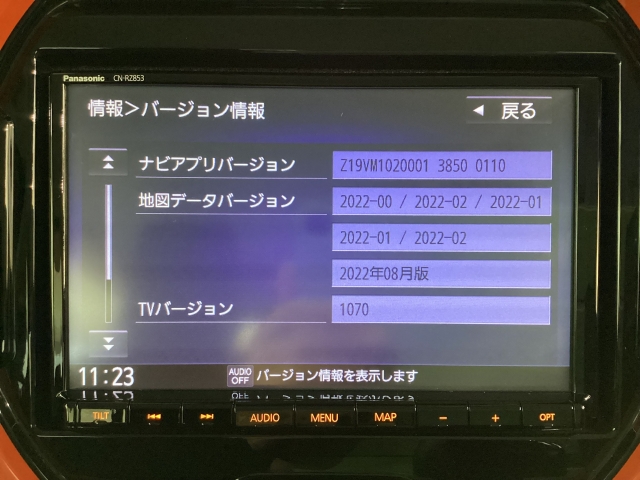 Panasonic CN-RZ853
情報＞バージョン情報
◀ 戻る
ナビアプリバージョン Z19VM1020001 3850 0110
地図データバージョン 2022-00 / 2022-02 / 2022-01
2022-01 / 2022-02
2022年08月版
TVバージョン 1070
11:23 AUDIO OFF バージョン情報を表示します
TILT AUDIO MENU MAP － ＋ OPT